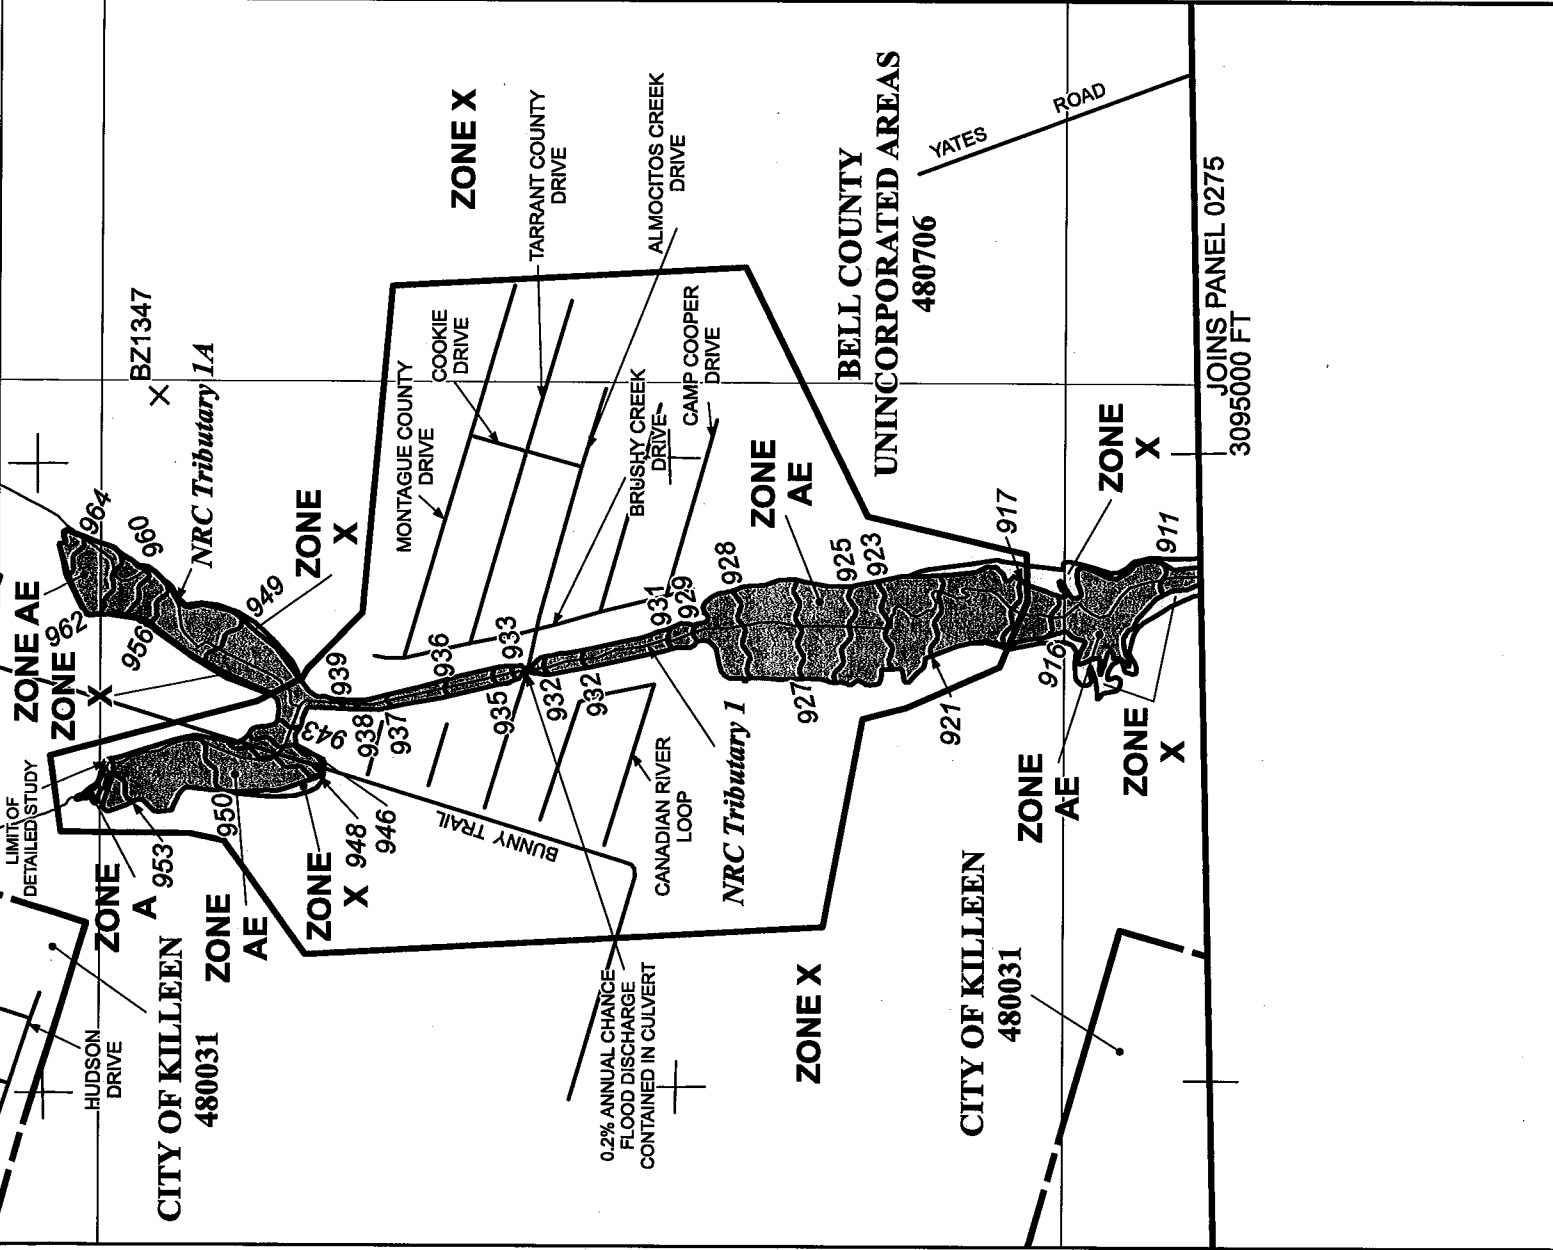 ZONE AE
ZONE
X
LIMIT OF
DETAILED STUDY
964
960
962
956
949
NRC Tributary 1A
BZ1347
ZONE
X
ZONE X
TARRANT COUNTY
DRIVE
ALMOCITOS CREEK
DRIVE
COOKIE
DRIVE
MONTAGUE COUNTY
DRIVE
BRUSHY CREEK
DRIVE
CAMP COOPER
DRIVE
BELL COUNTY
UNINCORPORATED AREAS
480706
YATES
ROAD
JOINS PANEL 0275
3095000 FT
ZONE
X
ZONE
AE
917
911
916
928
925
923
927
921
931
929
933
936
939
943
938
937
935
932
932
950
953
948
946
ZONE
A
ZONE
AE
ZONE
X
BUNNY TRAIL
CANADIAN RIVER
LOOP
NRC Tributary 1
0.2% ANNUAL CHANCE
FLOOD DISCHARGE
CONTAINED IN CULVERT
HUDSON
DRIVE
CITY OF KILLEEN
480031
ZONE X
CITY OF KILLEEN
480031
ZONE
AE
ZONE
X